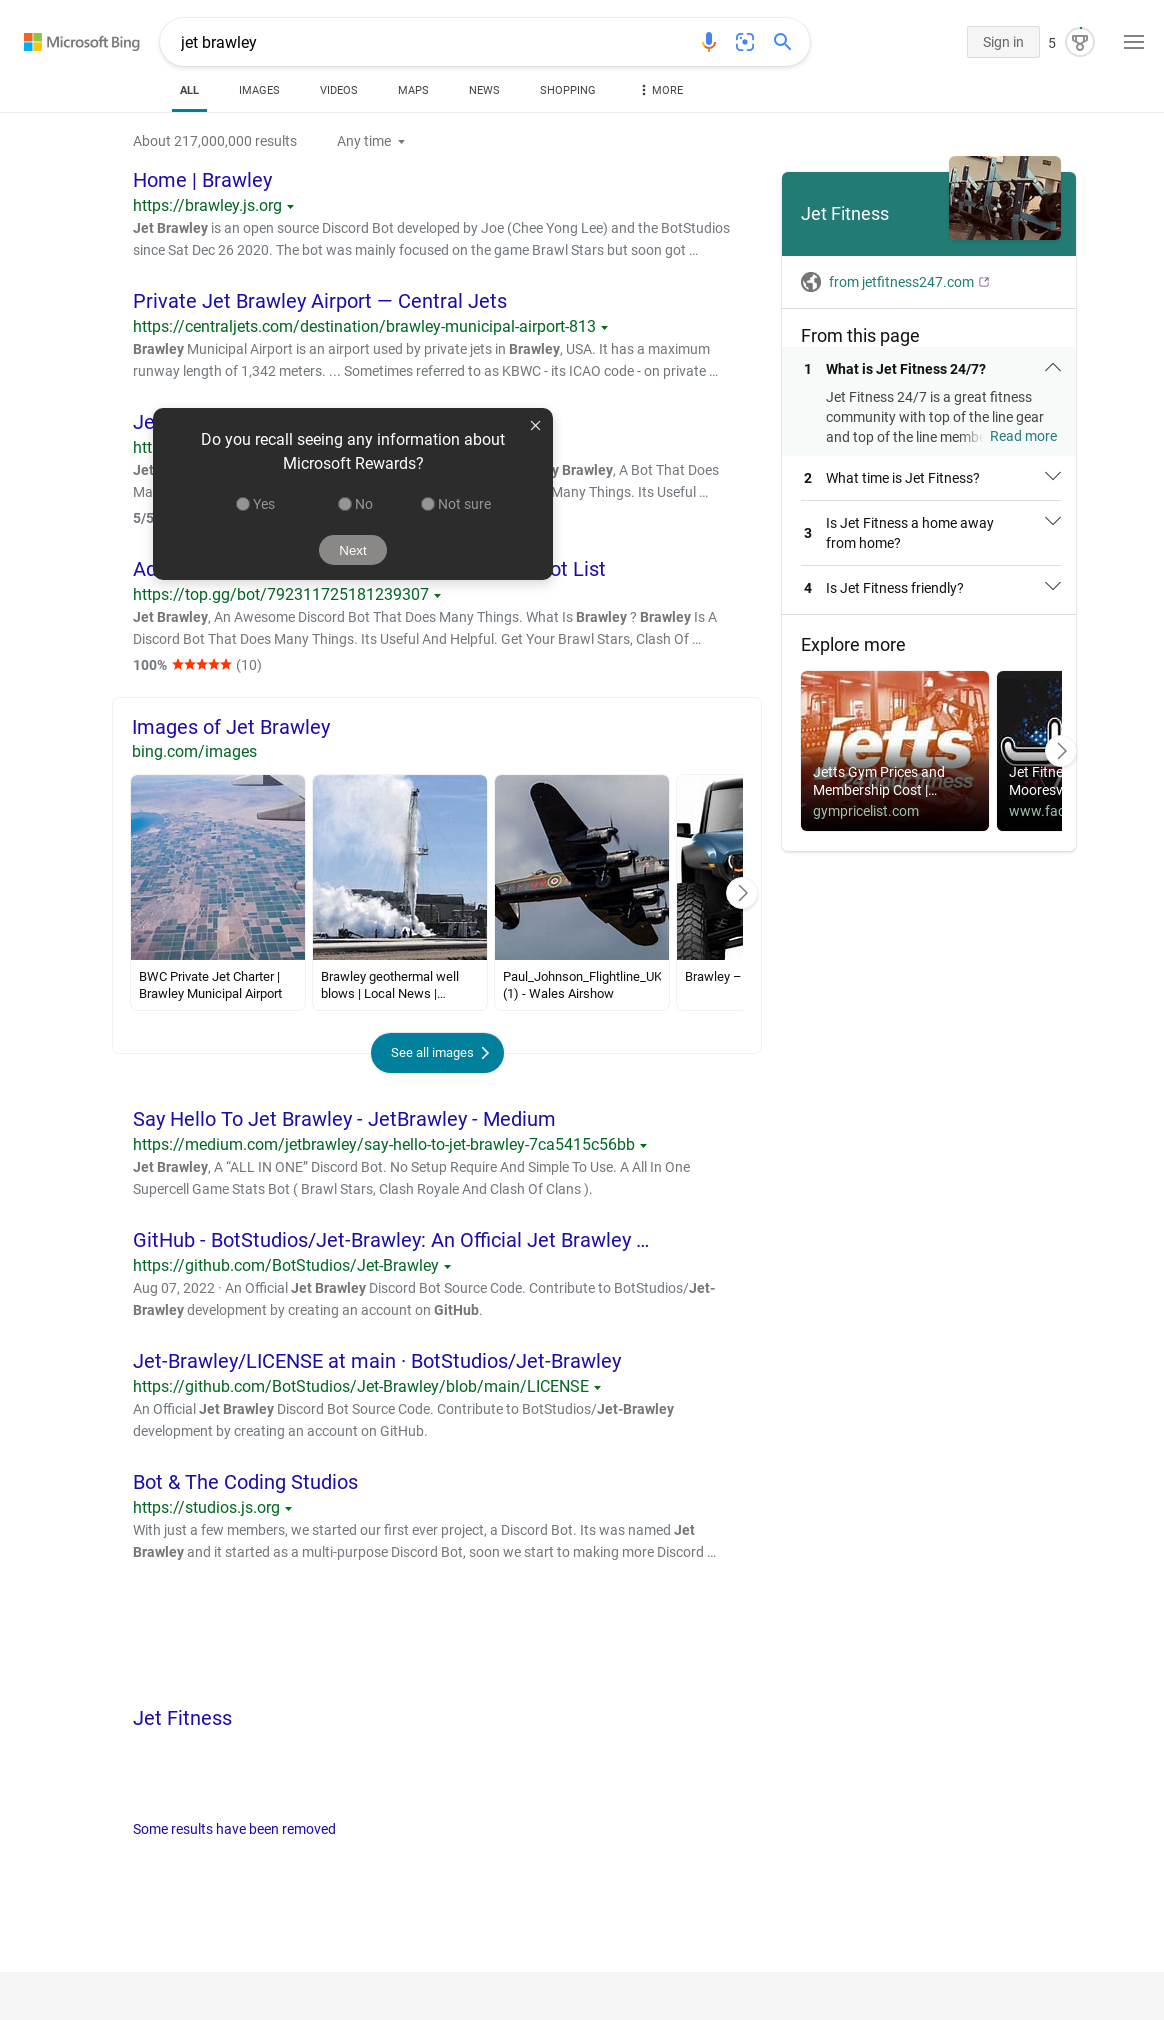 Microsoft Bing
jet brawley
Sign in
5
ALL
IMAGES
VIDEOS
MAPS
NEWS
SHOPPING
MORE
About 217,000,000 results
Any time
Home | Brawley
https://brawley.js.org
Jet Brawley is an open source Discord Bot developed by Joe (Chee Yong Lee) and the BotStudios
since Sat Dec 26 2020. The bot was mainly focused on the game Brawl Stars but soon got …
Private Jet Brawley Airport — Central Jets
https://centraljets.com/destination/brawley-municipal-airport-813
Brawley Municipal Airport is an airport used by private jets in Brawley, USA. It has a maximum
runway length of 1,342 meters. ... Sometimes referred to as KBWC - its ICAO code - on private …
Je
htt
Jet
y Brawley, A Bot That Does
Ma
Many Things. Its Useful …
5/5
Do you recall seeing any information about
Microsoft Rewards?
Yes
No
Not sure
Next
Ad
ot List
https://top.gg/bot/792311725181239307
Jet Brawley, An Awesome Discord Bot That Does Many Things. What Is Brawley ? Brawley Is A
Discord Bot That Does Many Things. Its Useful And Helpful. Get Your Brawl Stars, Clash Of …
100% ★★★★★ (10)
Images of Jet Brawley
bing.com/images
BWC Private Jet Charter |
Brawley Municipal Airport
Brawley geothermal well
blows | Local News |…
Paul_Johnson_Flightline_UK
(1) - Wales Airshow
Brawley –
See all images
Say Hello To Jet Brawley - JetBrawley - Medium
https://medium.com/jetbrawley/say-hello-to-jet-brawley-7ca5415c56bb
Jet Brawley, A “ALL IN ONE” Discord Bot. No Setup Require And Simple To Use. A All In One
Supercell Game Stats Bot ( Brawl Stars, Clash Royale And Clash Of Clans ).
GitHub - BotStudios/Jet-Brawley: An Official Jet Brawley …
https://github.com/BotStudios/Jet-Brawley
Aug 07, 2022 · An Official Jet Brawley Discord Bot Source Code. Contribute to BotStudios/Jet-
Brawley development by creating an account on GitHub.
Jet-Brawley/LICENSE at main · BotStudios/Jet-Brawley
https://github.com/BotStudios/Jet-Brawley/blob/main/LICENSE
An Official Jet Brawley Discord Bot Source Code. Contribute to BotStudios/Jet-Brawley
development by creating an account on GitHub.
Bot & The Coding Studios
https://studios.js.org
With just a few members, we started our first ever project, a Discord Bot. Its was named Jet
Brawley and it started as a multi-purpose Discord Bot, soon we start to making more Discord …
Jet Fitness
Some results have been removed
Jet Fitness
from jetfitness247.com
From this page
1 What is Jet Fitness 24/7?
Jet Fitness 24/7 is a great fitness
community with top of the line gear
and top of the line membe Read more
2 What time is Jet Fitness?
3 Is Jet Fitness a home away
from home?
4 Is Jet Fitness friendly?
Explore more
jetts
24 hour fitness
Jetts Gym Prices and
Membership Cost |…
gympricelist.com
Jet Fitne
Mooresv
www.fac